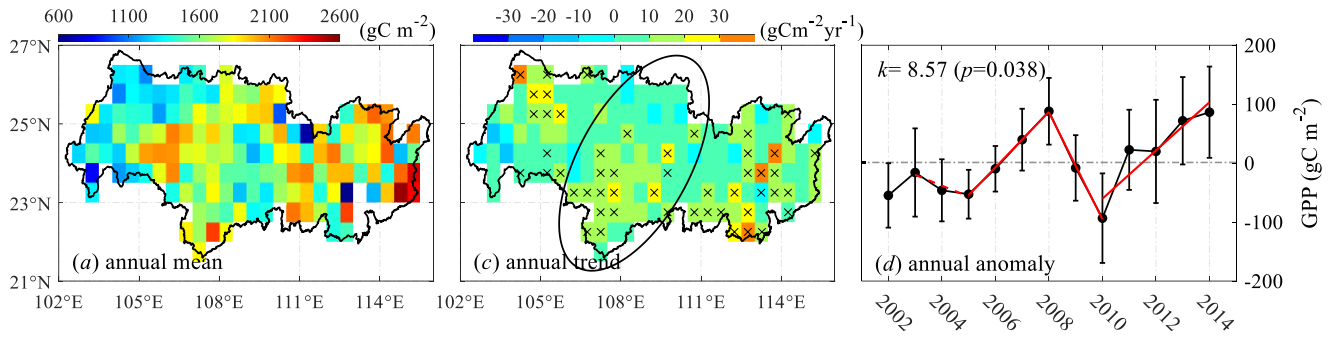 600 1100 1600 2100 2600
(gC m⁻²)
27°N
25°N
23°N
21°N
(a) annual mean
102°E 105°E 108°E 111°E 114°E
-30 -20 -10 0 10 20 30
(gCm⁻²yr⁻¹)
(c) annual trend
102°E 105°E 108°E 111°E 114°E
k= 8.57 (p=0.038)
(d) annual anomaly
200
100
0
-100
-200
GPP (gC m⁻²)
2002 2004 2006 2008 2010 2012 2014